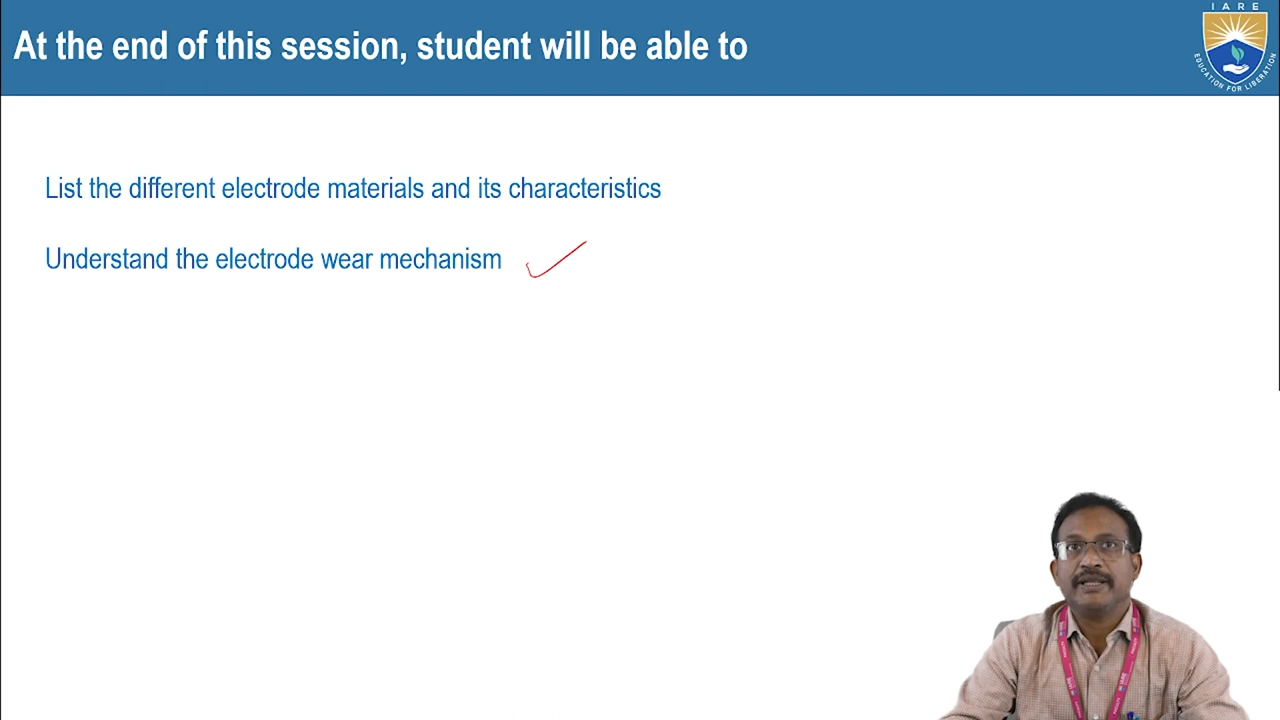 At the end of this session, student will be able to
IARE
EDUCATION FOR LIBERATION
List the different electrode materials and its characteristics
Understand the electrode wear mechanism